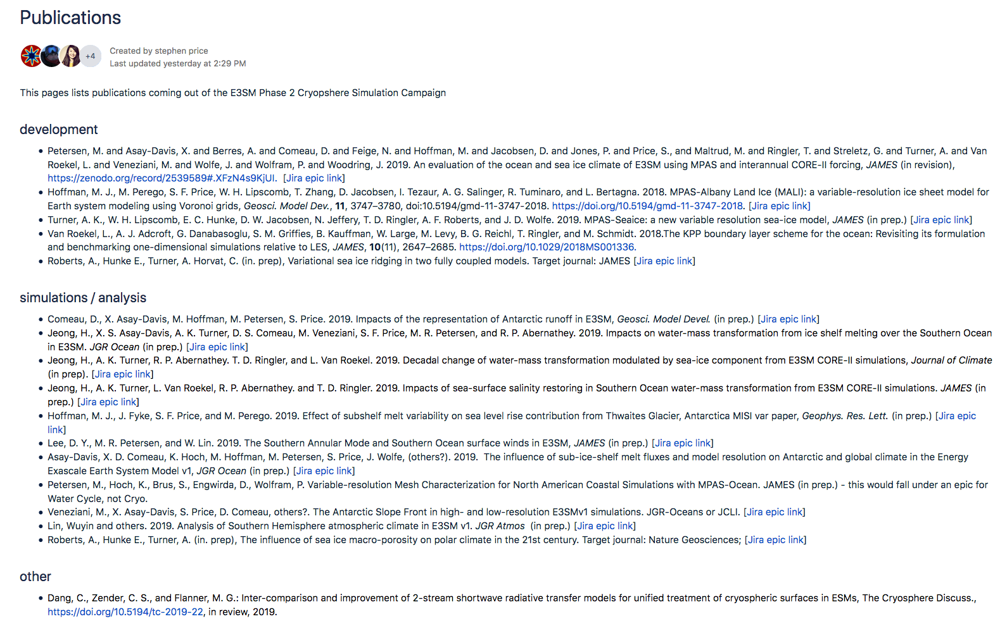 Publications
+4
Created by stephen price
Last updated yesterday at 2:29 PM
This pages lists publications coming out of the E3SM Phase 2 Cryopshere Simulation Campaign
development
• Petersen, M. and Asay-Davis, X. and Berres, A. and Comeau, D. and Feige, N. and Hoffman, M. and Jacobsen, D. and Jones, P. and Price, S., and Maltrud, M. and Ringler, T. and Streletz, G. and Turner, A. and Van
Roekel, L. and Veneziani, M. and Wolfe, J. and Wolfram, P. and Woodring, J. 2019. An evaluation of the ocean and sea ice climate of E3SM using MPAS and interannual CORE-II forcing, JAMES (in revision),
https://zenodo.org/record/2539589#.XFzN4s9KjUI. [Jira epic link]
• Hoffman, M. J., M. Perego, S. F. Price, W. H. Lipscomb, T. Zhang, D. Jacobsen, I. Tezaur, A. G. Salinger, R. Tuminaro, and L. Bertagna. 2018. MPAS-Albany Land Ice (MALI): a variable-resolution ice sheet model for
Earth system modeling using Voronoi grids, Geosci. Model Dev., 11, 3747–3780, doi:10.5194/gmd-11-3747-2018. https://doi.org/10.5194/gmd-11-3747-2018. [Jira epic link]
• Turner, A. K., W. H. Lipscomb, E. C. Hunke, D. W. Jacobsen, N. Jeffery, T. D. Ringler, A. F. Roberts, and J. D. Wolfe. 2019. MPAS-Seaice: a new variable resolution sea-ice model, JAMES (in prep.) [Jira epic link]
• Van Roekel, L., A. J. Adcroft, G. Danabasoglu, S. M. Griffies, B. Kauffman, W. Large, M. Levy, B. G. Reichl, T. Ringler, and M. Schmidt. 2018.The KPP boundary layer scheme for the ocean: Revisiting its formulation
and benchmarking one-dimensional simulations relative to LES, JAMES, 10(11), 2647–2685. https://doi.org/10.1029/2018MS001336.
• Roberts, A., Hunke E., Turner, A. Horvat, C. (in. prep), Variational sea ice ridging in two fully coupled models. Target journal: JAMES [Jira epic link]
simulations / analysis
• Comeau, D., X. Asay-Davis, M. Hoffman, M. Petersen, S. Price. 2019. Impacts of the representation of Antarctic runoff in E3SM, Geosci. Model Devel. (in prep.) [Jira epic link]
• Jeong, H., X. S. Asay-Davis, A. K. Turner, D. S. Comeau, M. Veneziani, S. F. Price, M. R. Petersen, and R. P. Abernathey. 2019. Impacts on water-mass transformation from ice shelf melting over the Southern Ocean
in E3SM. JGR Ocean (in prep.) [Jira epic link]
• Jeong, H., A. K. Turner, R. P. Abernathey. T. D. Ringler, and L. Van Roekel. 2019. Decadal change of water-mass transformation modulated by sea-ice component from E3SM CORE-II simulations, Journal of Climate
(in prep). [Jira epic link]
• Jeong, H., A. K. Turner, L. Van Roekel, R. P. Abernathey. and T. D. Ringler. 2019. Impacts of sea-surface salinity restoring in Southern Ocean water-mass transformation from E3SM CORE-II simulations. JAMES (in
prep.) [Jira epic link]
• Hoffman, M. J., J. Fyke, S. F. Price, and M. Perego. 2019. Effect of subshelf melt variability on sea level rise contribution from Thwaites Glacier, Antarctica MISI var paper, Geophys. Res. Lett. (in prep.) [Jira epic
link]
• Lee, D. Y., M. R. Petersen, and W. Lin. 2019. The Southern Annular Mode and Southern Ocean surface winds in E3SM, JAMES (in prep.) [Jira epic link]
• Asay-Davis, X. D. Comeau, K. Hoch, M. Hoffman, M. Petersen, S. Price, J. Wolfe, (others?). 2019. The influence of sub-ice-shelf melt fluxes and model resolution on Antarctic and global climate in the Energy
Exascale Earth System Model v1, JGR Ocean (in prep.) [Jira epic link]
• Petersen, M., Hoch, K., Brus, S., Engwirda, D., Wolfram, P. Variable-resolution Mesh Characterization for North American Coastal Simulations with MPAS-Ocean. JAMES (in prep.) - this would fall under an epic for
Water Cycle, not Cryo.
• Veneziani, M., X. Asay-Davis, S. Price, D. Comeau, others?. The Antarctic Slope Front in high- and low-resolution E3SMv1 simulations. JGR-Oceans or JCLI. [Jira epic link]
• Lin, Wuyin and others. 2019. Analysis of Southern Hemisphere atmospheric climate in E3SM v1. JGR Atmos (in prep.) [Jira epic link]
• Roberts, A., Hunke E., Turner, A. (in. prep), The influence of sea ice macro-porosity on polar climate in the 21st century. Target journal: Nature Geosciences; [Jira epic link]
other
• Dang, C., Zender, C. S., and Flanner, M. G.: Inter-comparison and improvement of 2-stream shortwave radiative transfer models for unified treatment of cryospheric surfaces in ESMs, The Cryosphere Discuss.,
https://doi.org/10.5194/tc-2019-22, in review, 2019.